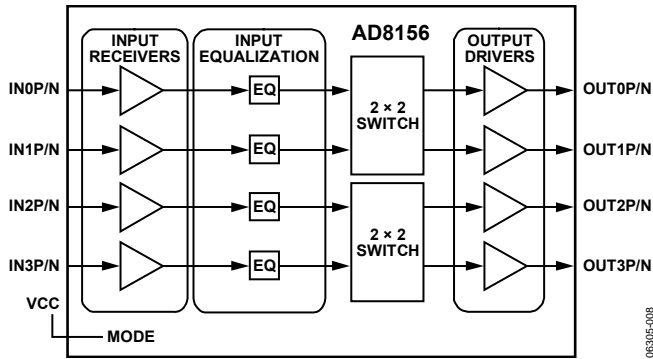 INPUT
RECEIVERS
INPUT
EQUALIZATION
AD8156
OUTPUT
DRIVERS
IN0P/N
EQ
OUT0P/N
2 × 2
SWITCH
IN1P/N
EQ
OUT1P/N
IN2P/N
EQ
OUT2P/N
2 × 2
SWITCH
IN3P/N
EQ
OUT3P/N
VCC
MODE
06305-008